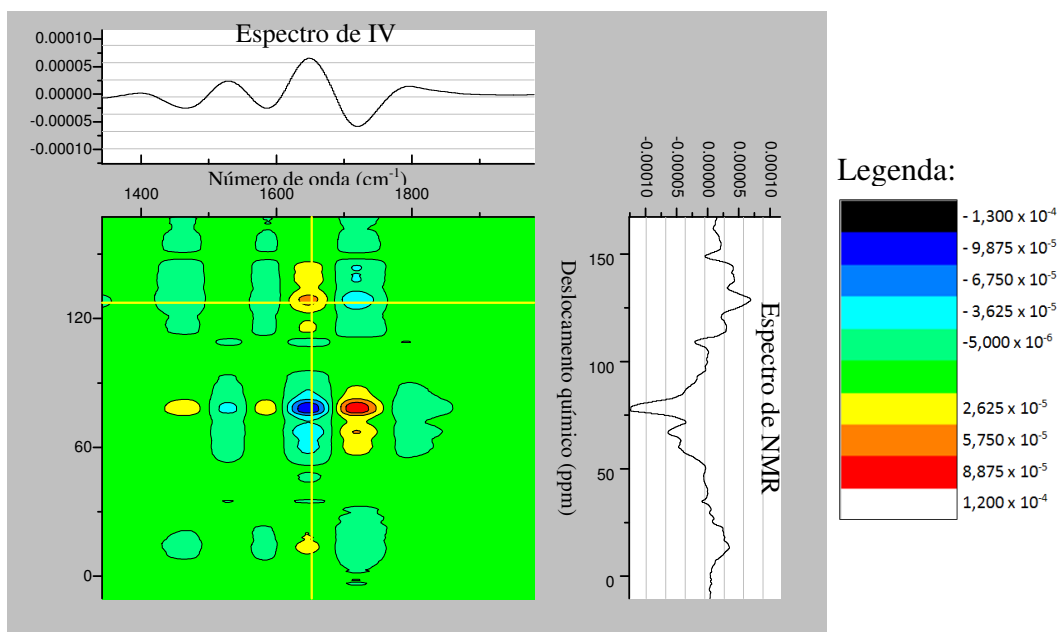 Espectro de IV
0.00010
0.00005
0.00000
-0.00005
-0.00010
Número de onda (cm-1)
1400
1600
1800
120
60
0
-0.00010
-0.00005
0.00000
0.00005
0.00010
150
100
50
0
Deslocamento químico (ppm)
Espectro de NMR
Legenda:
- 1,300 x 10-4
- 9,875 x 10-5
- 6,750 x 10-5
- 3,625 x 10-5
-5,000 x 10-6
2,625 x 10-5
5,750 x 10-5
8,875 x 10-5
1,200 x 10-4